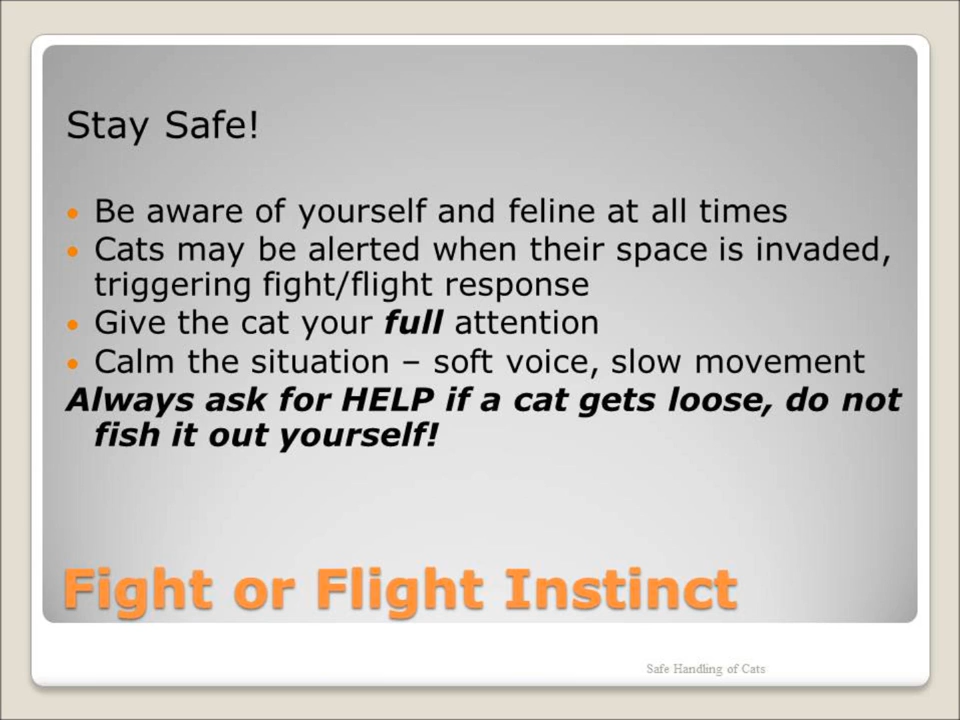 Stay Safe!
• Be aware of yourself and feline at all times
• Cats may be alerted when their space is invaded,
triggering fight/flight response
• Give the cat your full attention
• Calm the situation – soft voice, slow movement
Always ask for HELP if a cat gets loose, do not
fish it out yourself!
Fight or Flight Instinct
Safe Handling of Cats